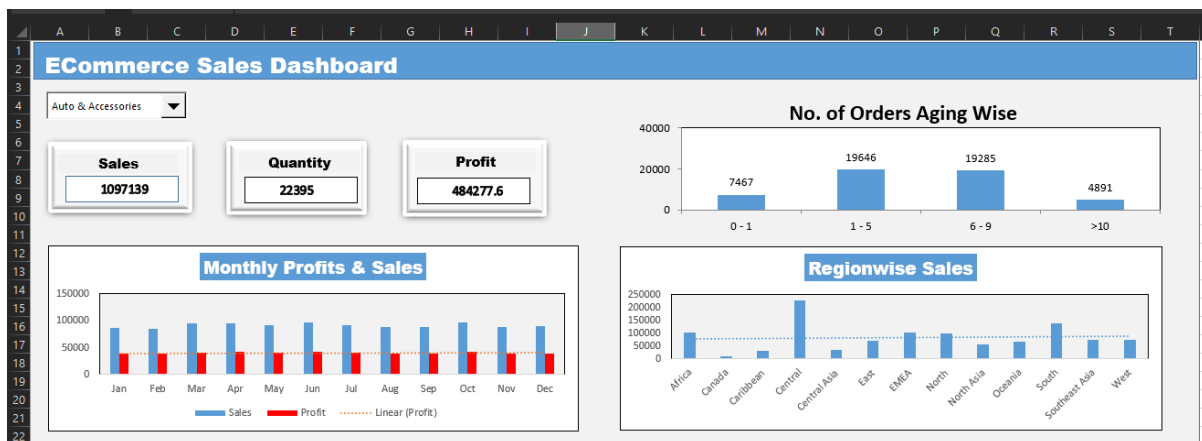 A B C D E F G H I J K L M N O P Q R S T
1
2
3
4
5
6
7
8
9
10
11
12
13
14
15
16
17
18
19
20
21
22
ECommerce Sales Dashboard
Auto & Accessories
Sales
1097139
Quantity
22395
Profit
484277.6
No. of Orders Aging Wise
40000
20000
0
7467
19646
19285
4891
0 - 1 1 - 5 6 - 9 >10
Monthly Profits & Sales
150000
100000
50000
0
Jan Feb Mar Apr May Jun Jul Aug Sep Oct Nov Dec
Sales Profit Linear (Profit)
Regionwise Sales
250000
200000
150000
100000
50000
0
Africa
Canada
Caribbean
Central
Central Asia
East
EMEA
North
North Asia
Oceania
South
Southeast Asia
West